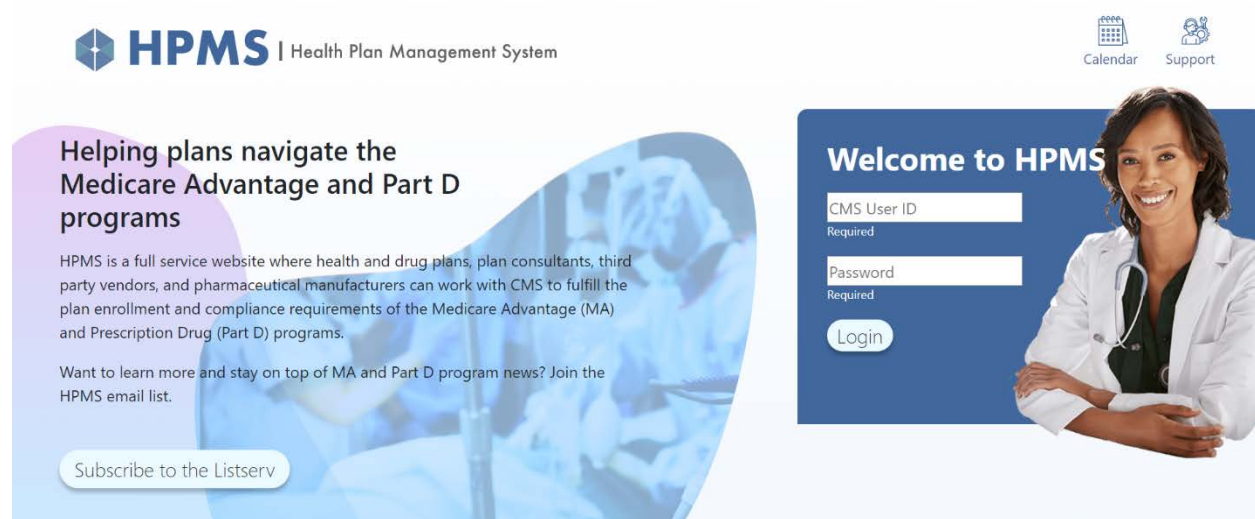 HPMS | Health Plan Management System
Calendar
Support
Helping plans navigate the
Medicare Advantage and Part D
programs
HPMS is a full service website where health and drug plans, plan consultants, third
party vendors, and pharmaceutical manufacturers can work with CMS to fulfill the
plan enrollment and compliance requirements of the Medicare Advantage (MA)
and Prescription Drug (Part D) programs.
Want to learn more and stay on top of MA and Part D program news? Join the
HPMS email list.
Subscribe to the Listserv
Welcome to HPMS
CMS User ID
Required
Password
Required
Login